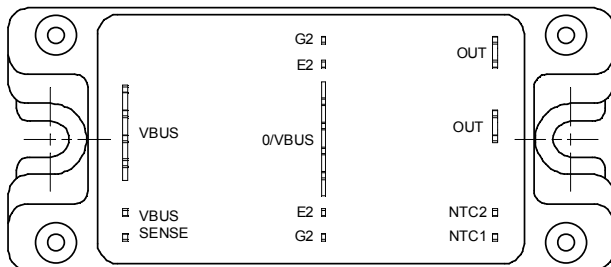 G2
OUT
E2
VBUS
0/VBUS
OUT
VBUS
SENSE
E2
G2
NTC2
NTC1